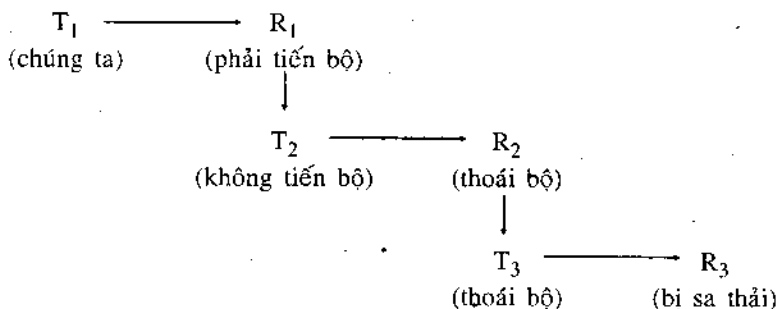 T₁ R₁
(chúng ta) (phải tiến bộ)
T₂ R₂
(không tiến bộ) (thoái bộ)
T₃ R₃
(thoái bộ) (bi sa thải)